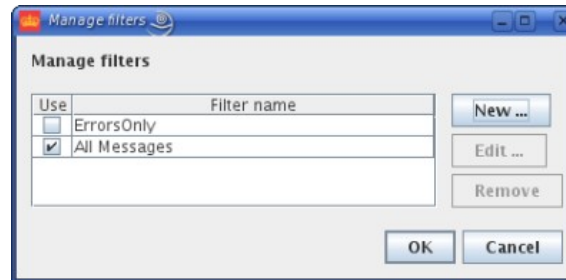 Manage filters
Manage filters
Use Filter name
ErrorsOnly
All Messages
New ...
Edit ...
Remove
OK Cancel